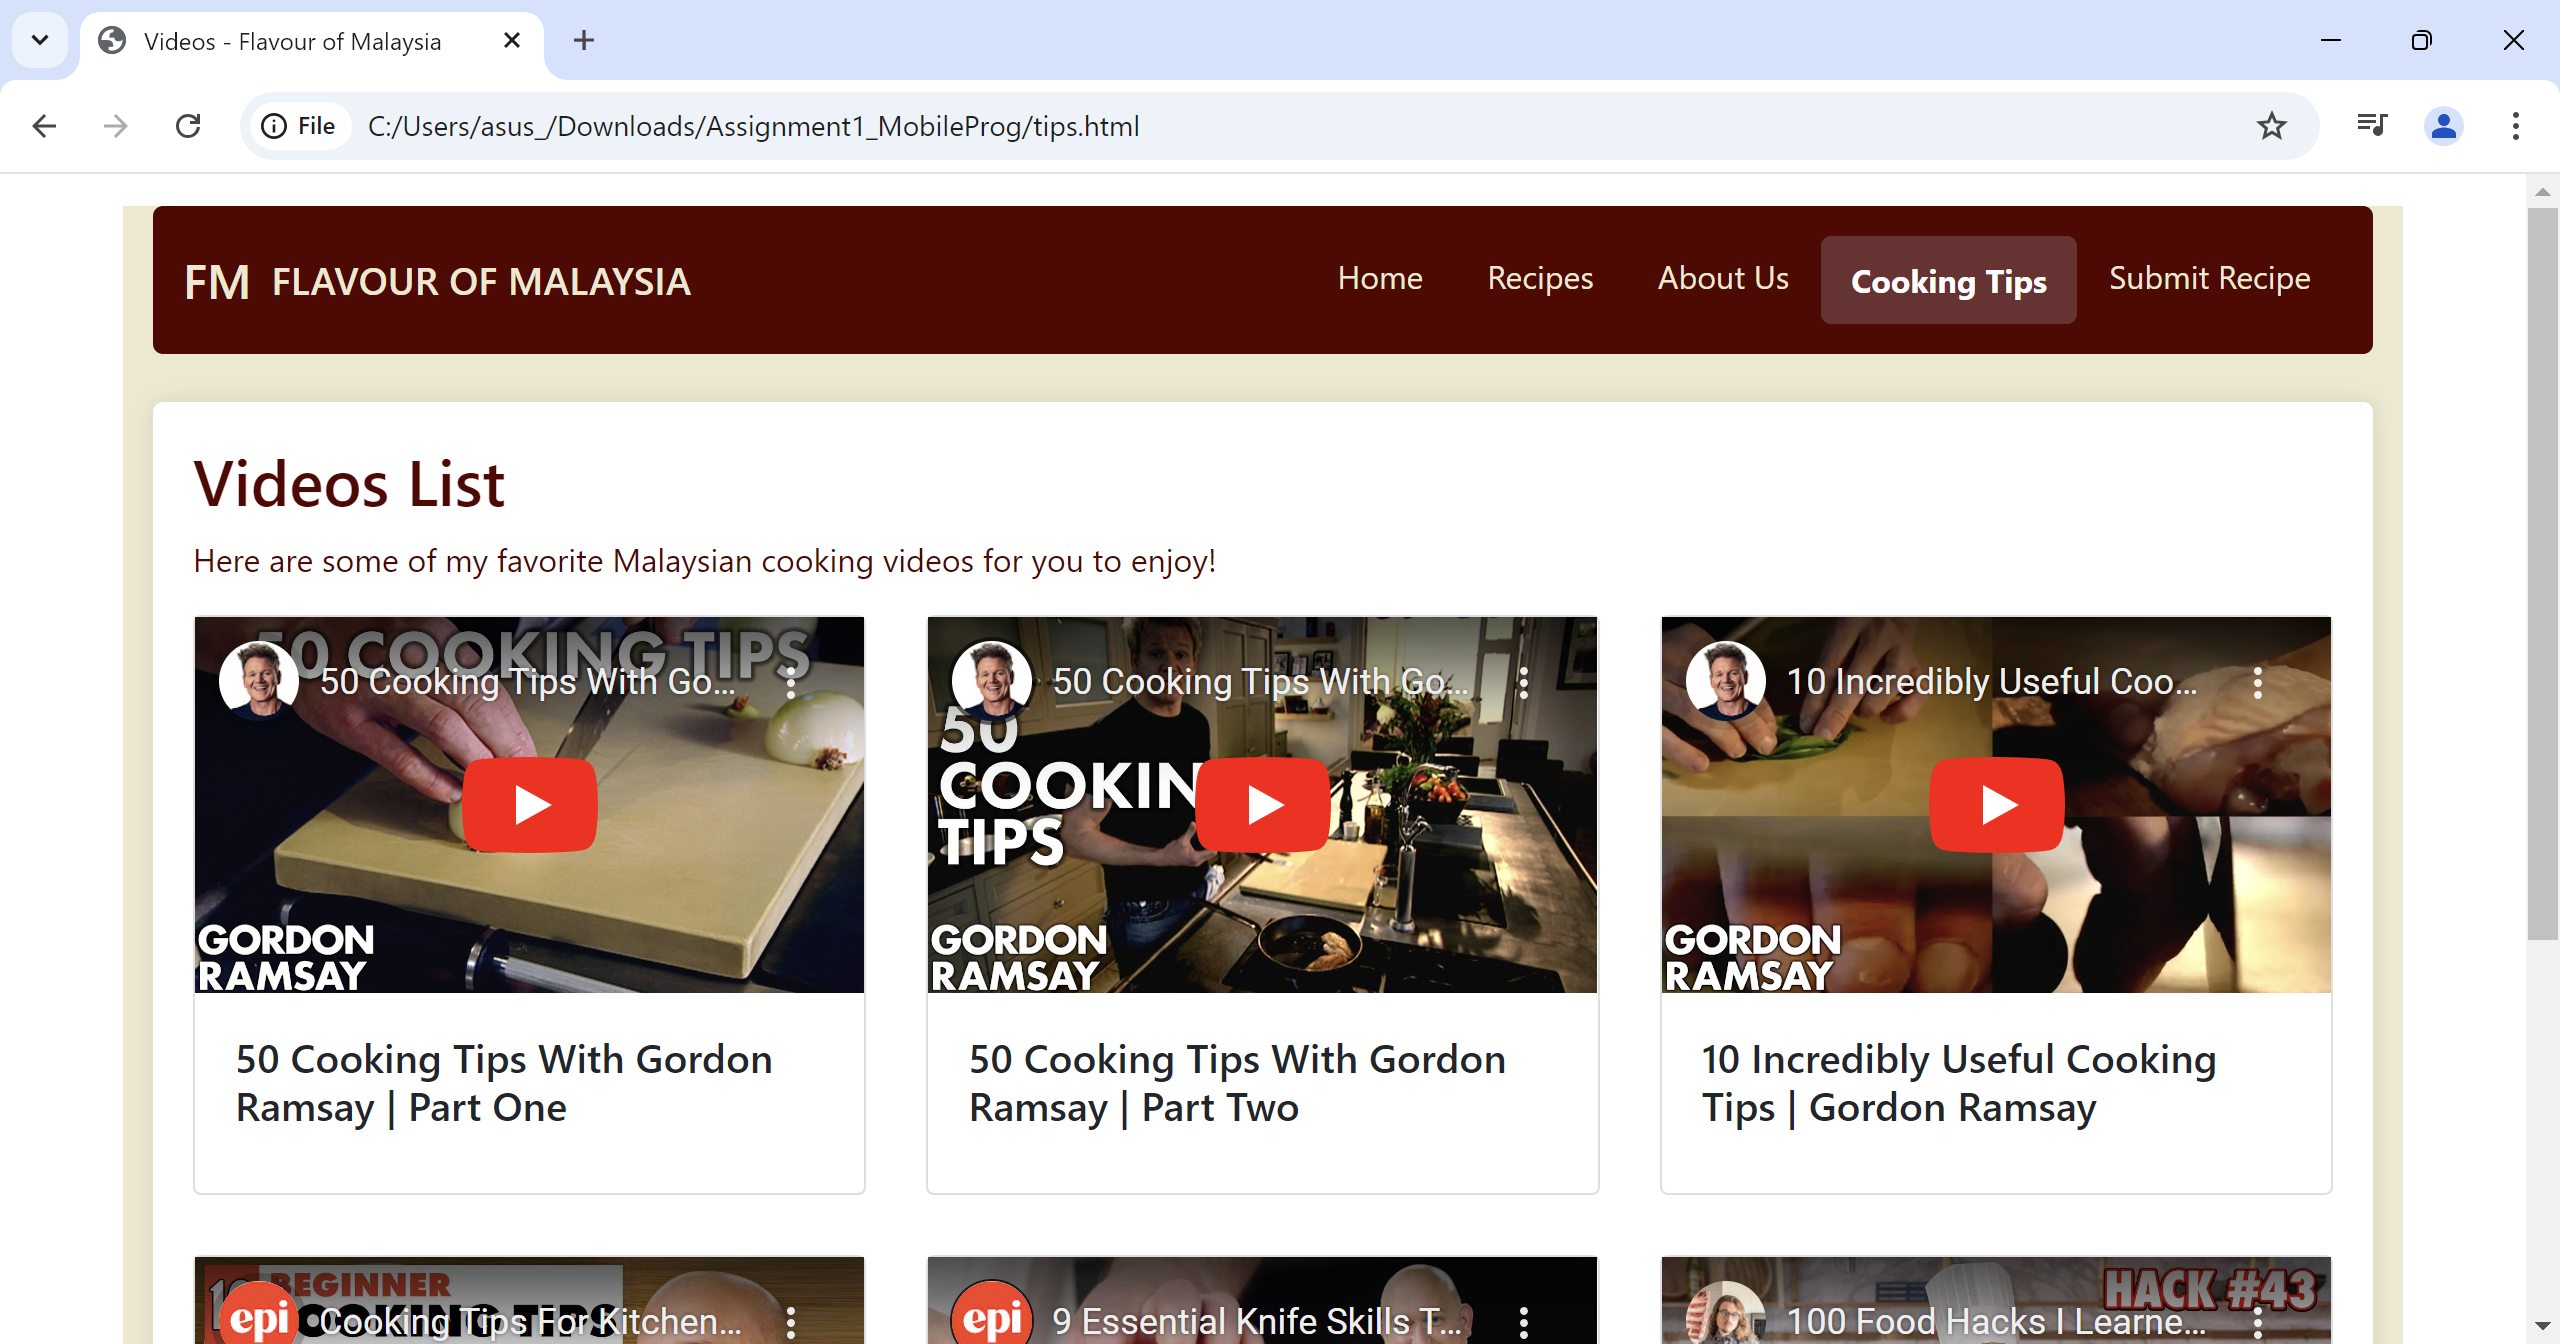 Videos - Flavour of Malaysia
File
C:/Users/asus_/Downloads/Assignment1_MobileProg/tips.html
FM FLAVOUR OF MALAYSIA
Home
Recipes
About Us
Cooking Tips
Submit Recipe
Videos List
Here are some of my favorite Malaysian cooking videos for you to enjoy!
50 COOKING TIPS
50 Cooking Tips With Go...
GORDON
RAMSAY
50 Cooking Tips With Gordon
Ramsay | Part One
50 Cooking Tips With Go...
50
COOKIN
TIPS
GORDON
RAMSAY
50 Cooking Tips With Gordon
Ramsay | Part Two
10 Incredibly Useful Coo...
GORDON
RAMSAY
10 Incredibly Useful Cooking
Tips | Gordon Ramsay
BEGINNER
COOKING TIPS
epi
Cooking Tips For Kitchen...
epi
9 Essential Knife Skills T...
HACK #43
100 Food Hacks I Learne...